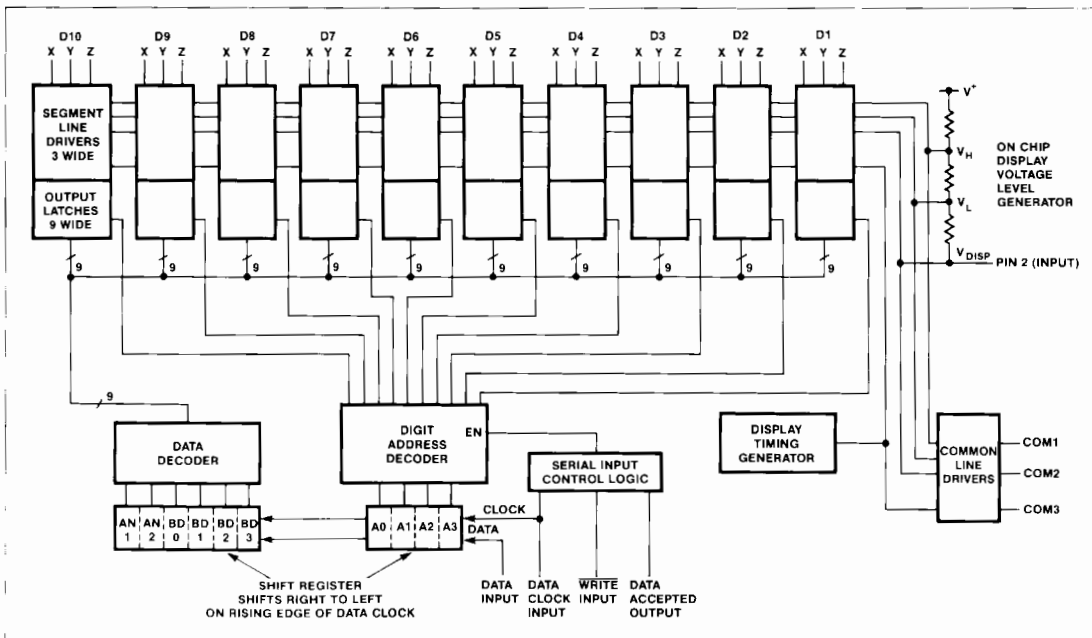 D10 D9 D8 D7 D6 D5 D4 D3 D2 D1
X Y Z X Y Z X Y Z X Y Z X Y Z X Y Z X Y Z X Y Z X Y Z X Y Z
SEGMENT
LINE
DRIVERS
3 WIDE
OUTPUT
LATCHES
9 WIDE
V+
VH
VL
VDISP
PIN 2 (INPUT)
ON CHIP
DISPLAY
VOLTAGE
LEVEL
GENERATOR
9 9 9 9 9 9 9 9 9 9
9
DATA
DECODER
DIGIT
ADDRESS
DECODER
EN
SERIAL INPUT
CONTROL LOGIC
DISPLAY
TIMING
GENERATOR
COMMON
LINE
DRIVERS
COM1
COM2
COM3
AN AN BD BD BD BD
1 2 0 1 2 3
A0 A1 A2 A3
CLOCK
DATA
SHIFT REGISTER
SHIFTS RIGHT TO LEFT
ON RISING EDGE OF DATA CLOCK
DATA
INPUT
DATA
CLOCK
INPUT
WRITE
INPUT
DATA
ACCEPTED
OUTPUT